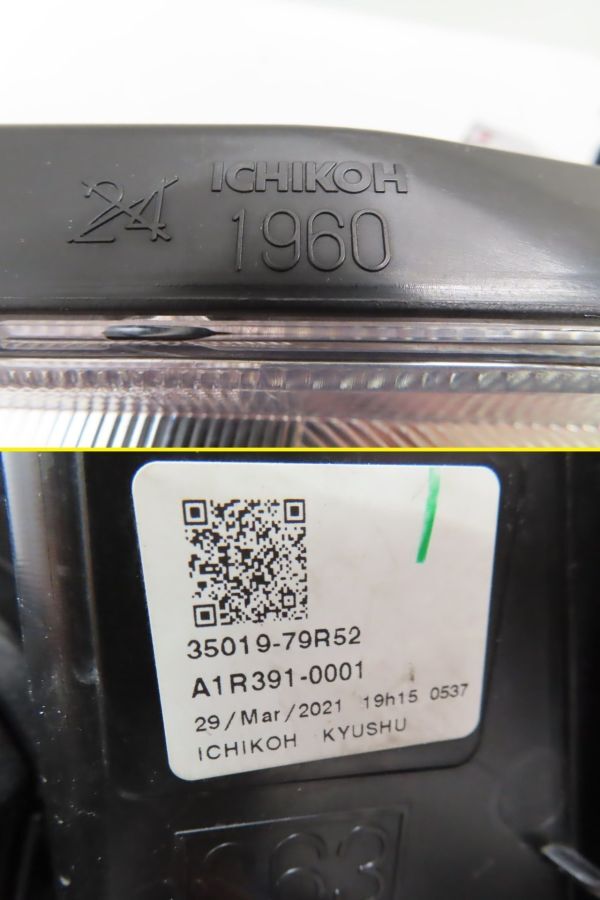 ICHIKOH
24 1960
35019-79R52
A1R391-0001
29/Mar/2021 19h15 0537
ICHIKOH KYUSHU